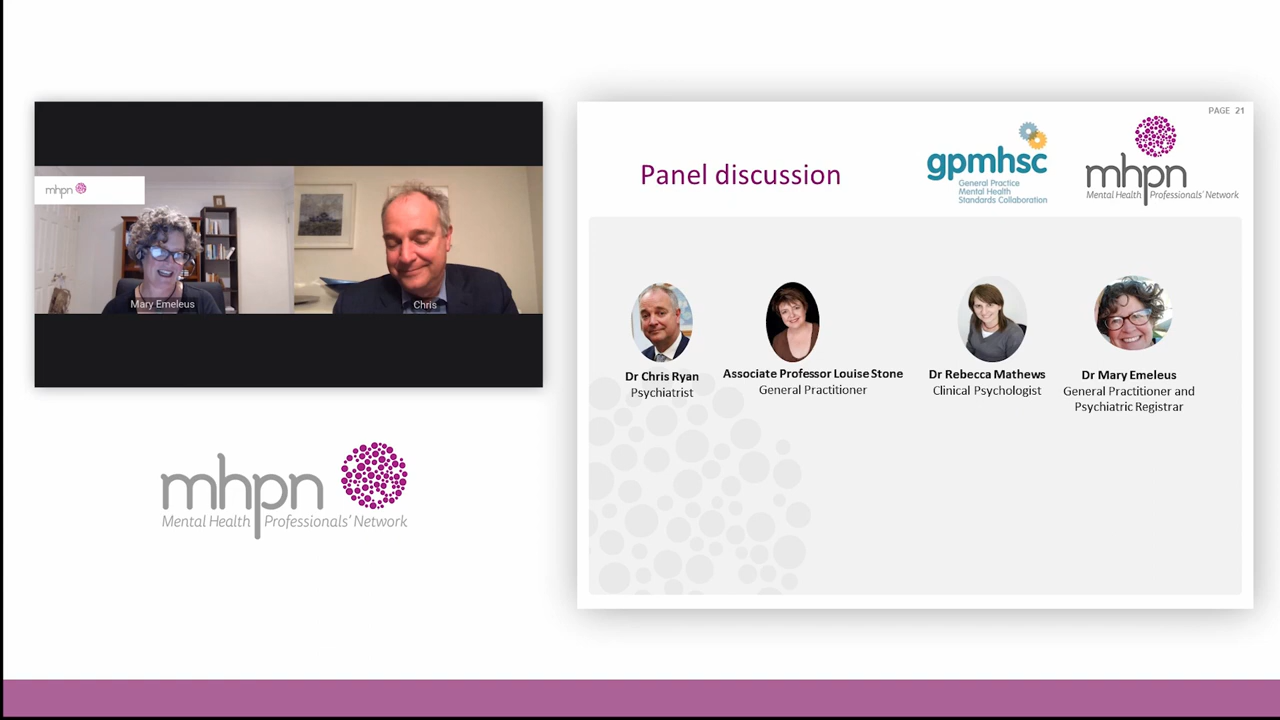 mhpn
Mary Emeleus
Chris
mhpn
Mental Health Professionals' Network
PAGE 21
Panel discussion
gpmhsc
General Practice
Mental Health
Standards Collaboration
mhpn
Mental Health Professionals' Network
Dr Chris Ryan
Psychiatrist
Associate Professor Louise Stone
General Practitioner
Dr Rebecca Mathews
Clinical Psychologist
Dr Mary Emeleus
General Practitioner and
Psychiatric Registrar